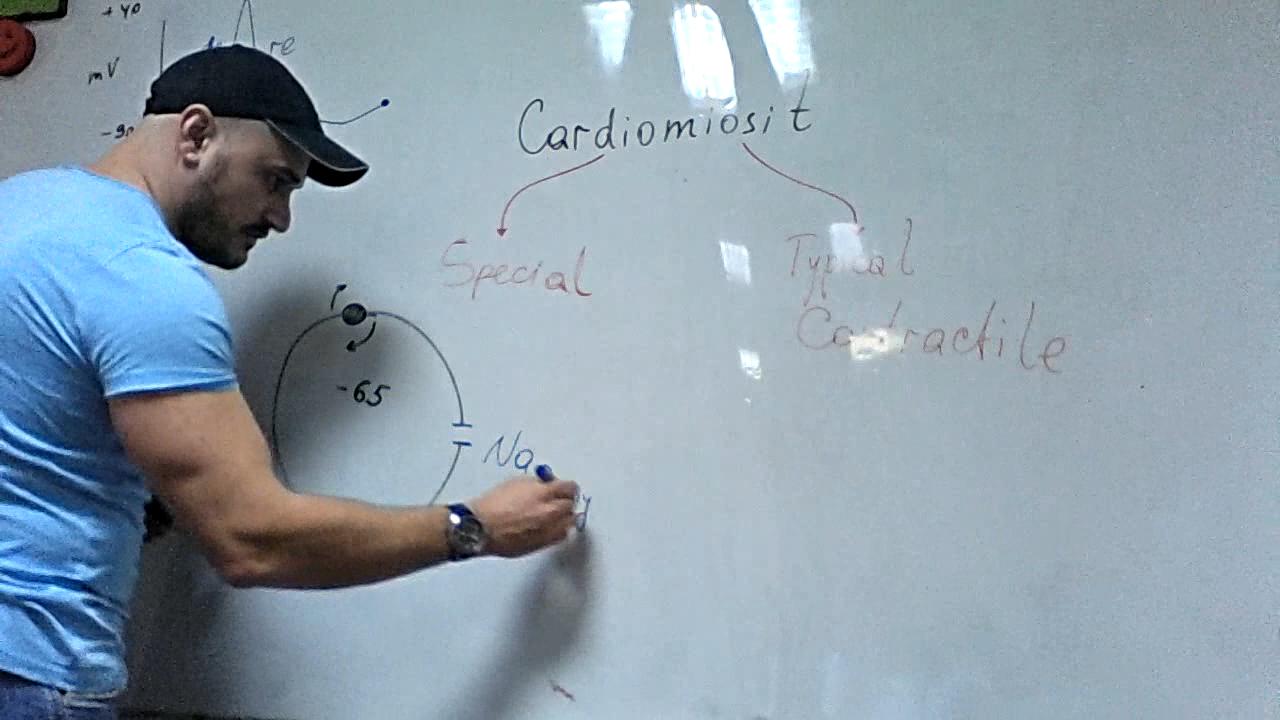 +40
mV
-90
re
Cardiomiosit
Special
Typical
Contractile
-65
Na